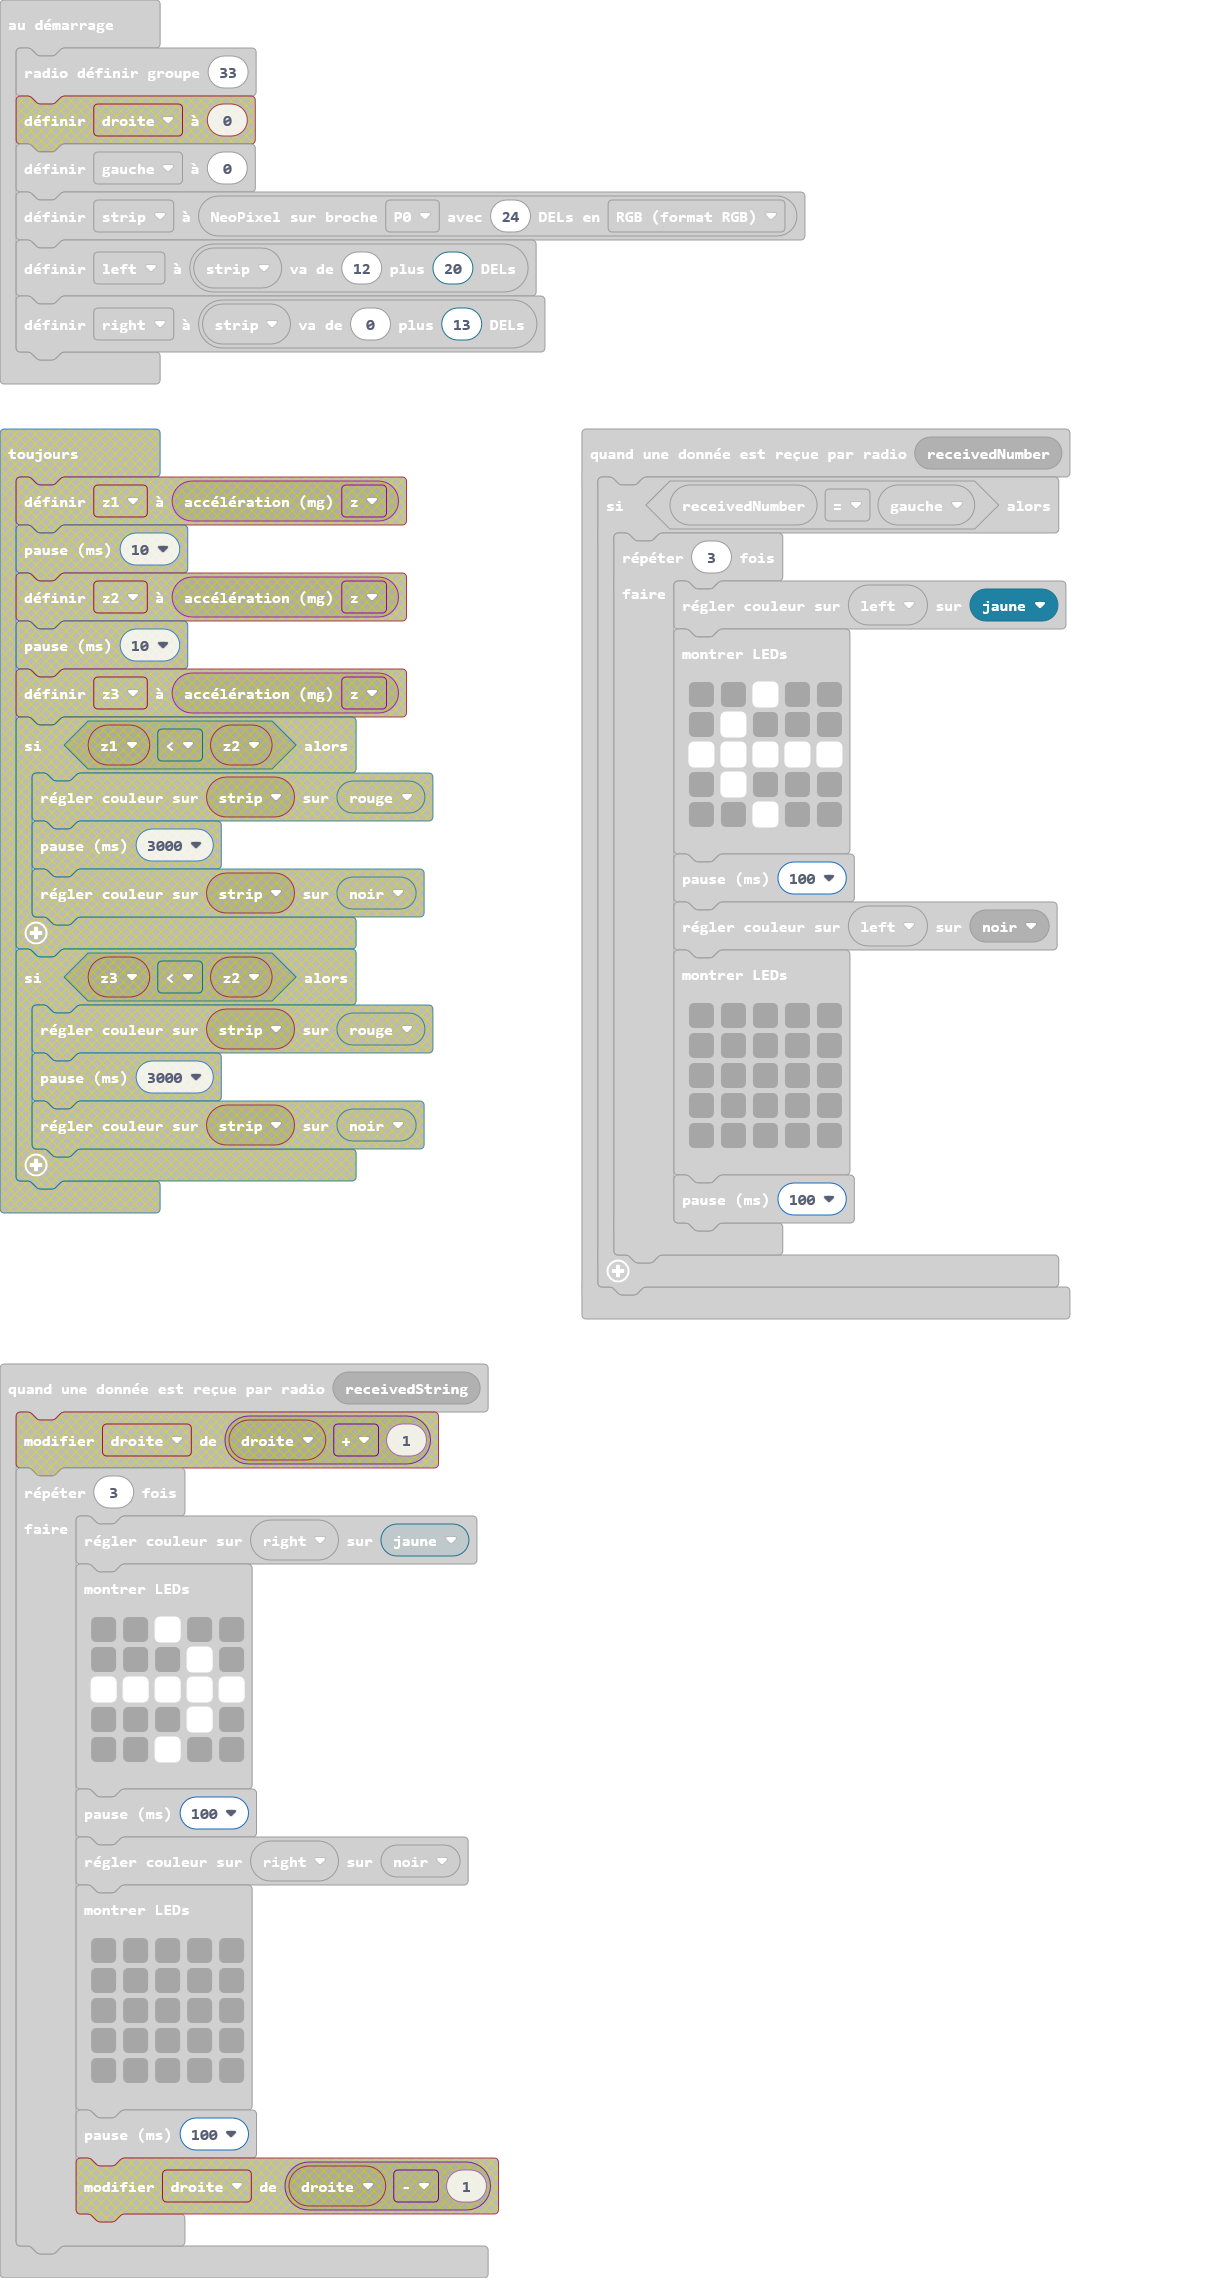 au démarrage
radio définir groupe 33
définir droite à 0
définir gauche à 0
définir strip à NeoPixel sur broche P0 avec 24 DELs en RGB (format RGB)
définir left à strip va de 12 plus 20 DELs
définir right à strip va de 0 plus 13 DELs
toujours
définir z1 à accélération (mg) z
pause (ms) 10
définir z2 à accélération (mg) z
pause (ms) 10
définir z3 à accélération (mg) z
si z1 < z2 alors
régler couleur sur strip sur rouge
pause (ms) 3000
régler couleur sur strip sur noir
si z3 < z2 alors
régler couleur sur strip sur rouge
pause (ms) 3000
régler couleur sur strip sur noir
quand une donnée est reçue par radio receivedNumber
si receivedNumber = gauche alors
répéter 3 fois
faire régler couleur sur left sur jaune
montrer LEDs
pause (ms) 100
régler couleur sur left sur noir
montrer LEDs
pause (ms) 100
quand une donnée est reçue par radio receivedString
modifier droite de droite + 1
répéter 3 fois
faire régler couleur sur right sur jaune
montrer LEDs
pause (ms) 100
régler couleur sur right sur noir
montrer LEDs
pause (ms) 100
modifier droite de droite - 1